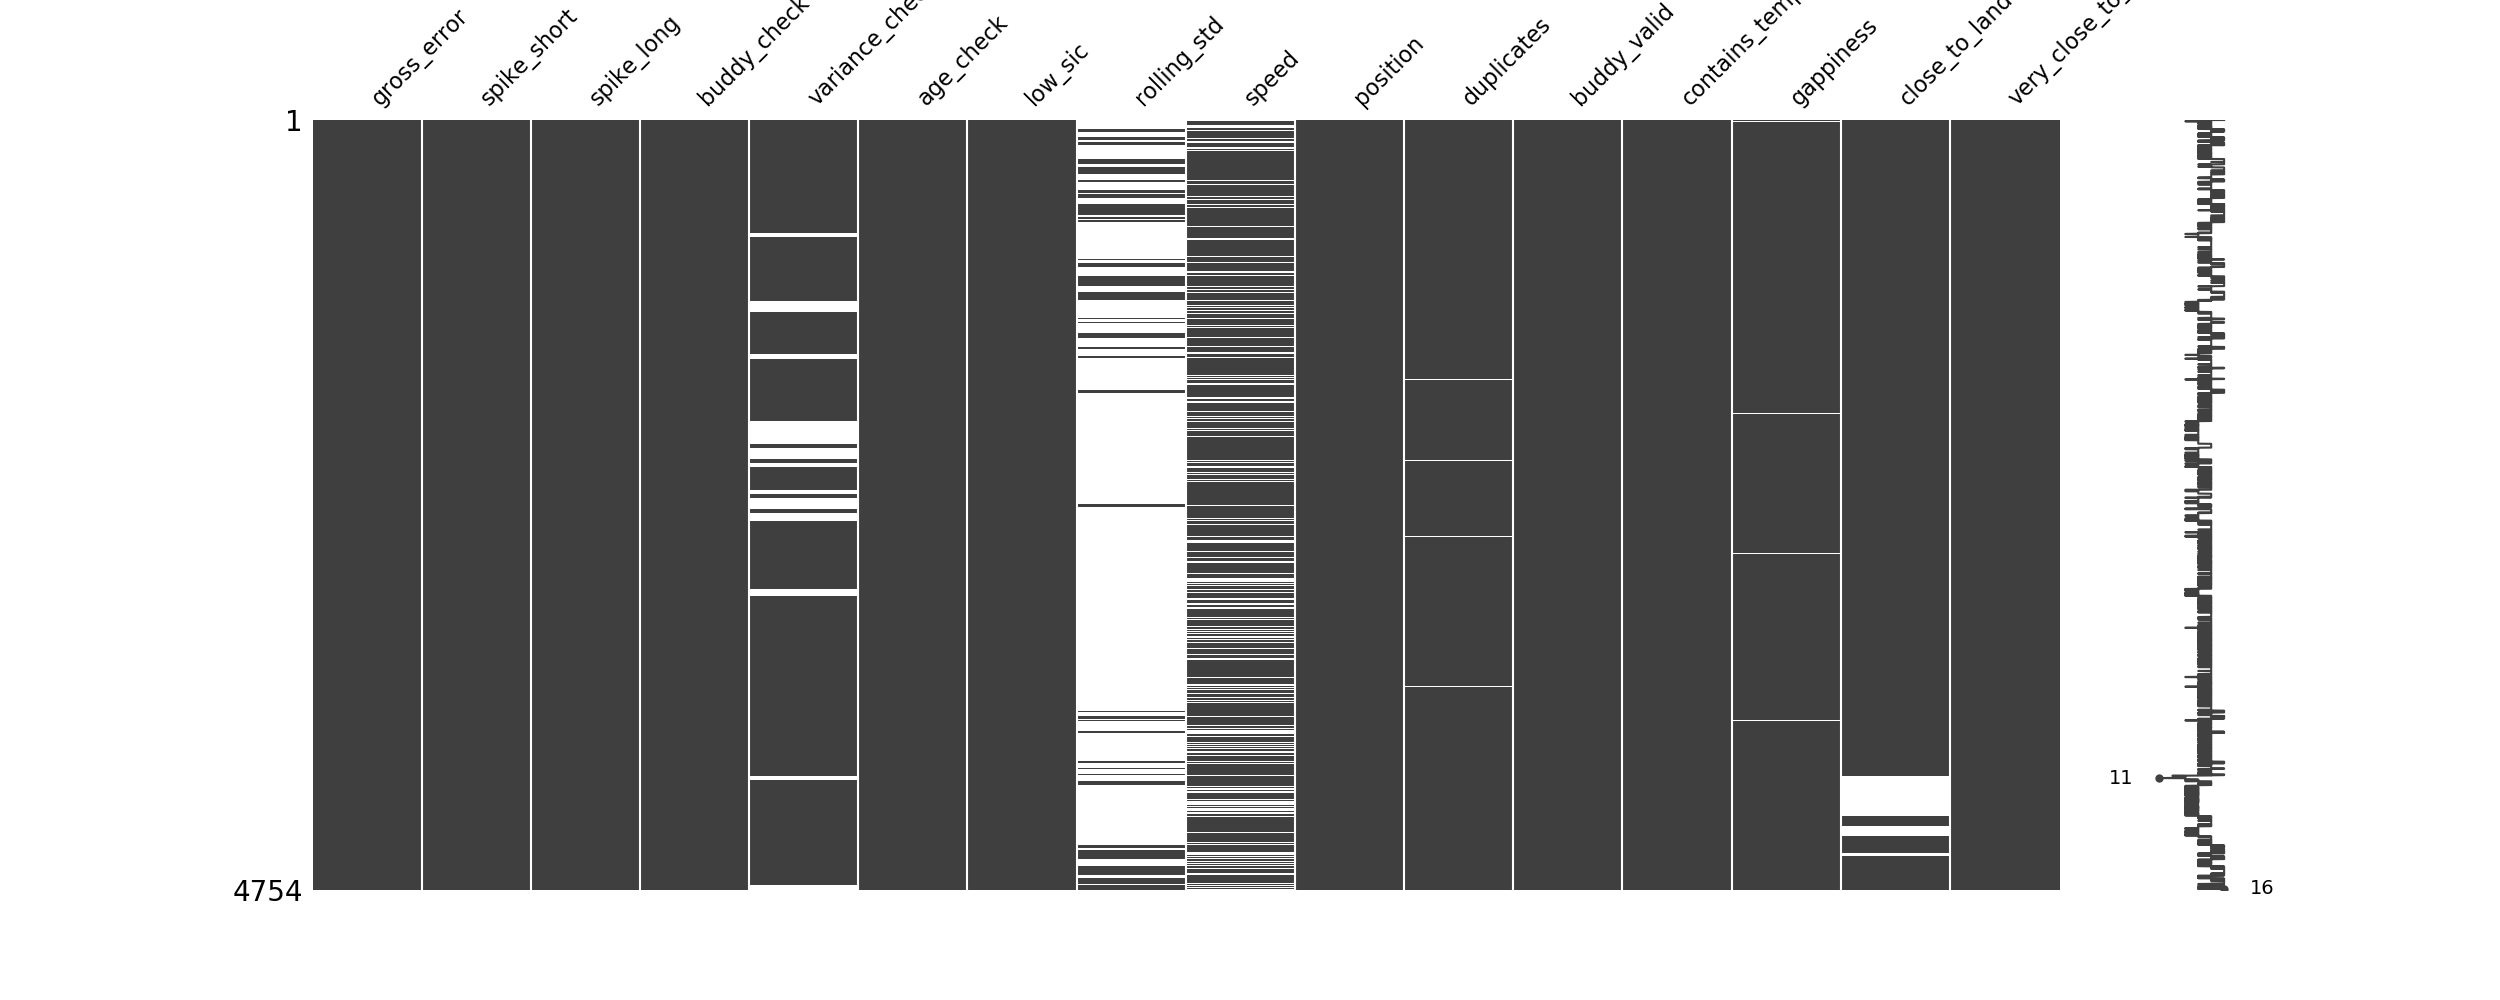 gross_error
spike_short
spike_long
buddy_check
age_check
low_sic
rolling_std
speed
position
duplicates
buddy_valid
gappiness
close_to_land
1
11
4754
16